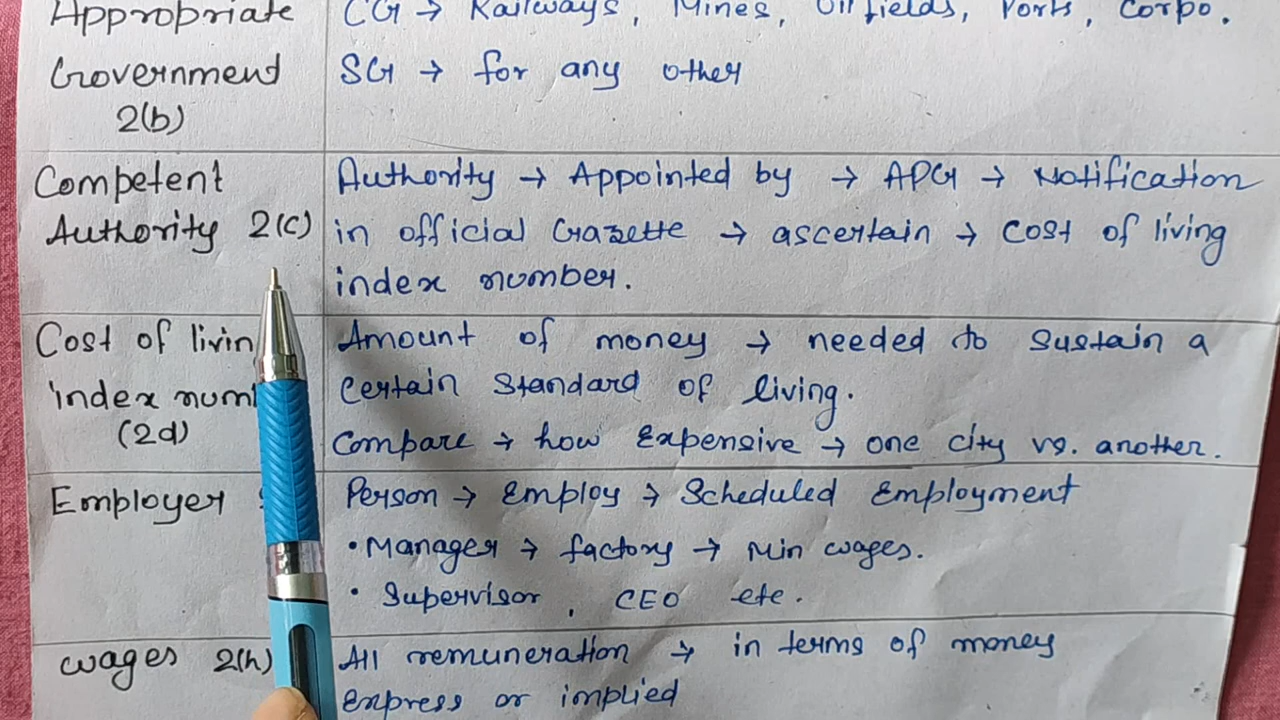 Appropriate
Government
2(b)
CG → Railways, Mines, Oilfields, Ports, Corpo.
SG → for any other
Competent
Authority 2(c)
Authority → Appointed by → APG → Notification
in official Gazette → ascertain → cost of living
index number.
Cost of livin
index num
(2d)
Amount of money → needed to sustain a
certain standard of living.
Compare → how expensive → one city vs. another.
Employer
Person → Employ → Scheduled Employment
• Manager → factory → Min wages.
• Supervisor, CEO etc.
Wages 2(h)
All remuneration → in terms of money
express or implied